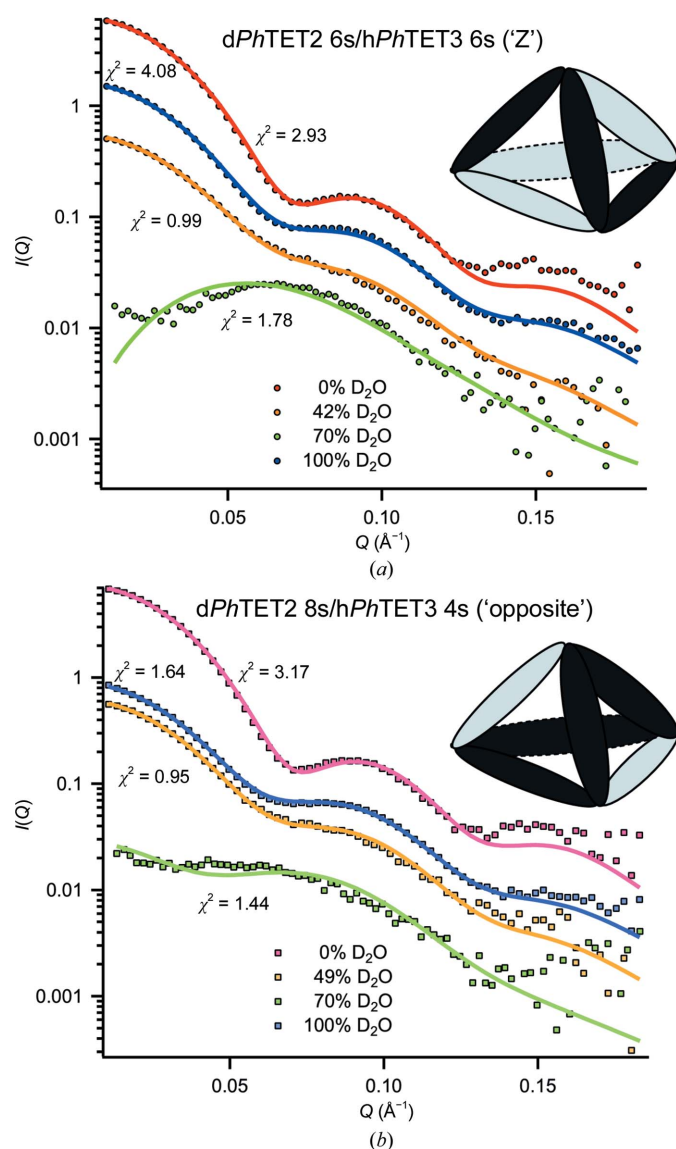 dPhTET2 6s/hPhTET3 6s (‘Z’)
χ² = 4.08
χ² = 2.93
χ² = 0.99
χ² = 1.78
I(Q)
1
0.1
0.01
0.001
0% D₂O
42% D₂O
70% D₂O
100% D₂O
0.05 0.10 0.15
Q (Å⁻¹)
(a)
dPhTET2 8s/hPhTET3 4s (‘opposite’)
χ² = 1.64
χ² = 3.17
χ² = 0.95
χ² = 1.44
I(Q)
1
0.1
0.01
0.001
0% D₂O
49% D₂O
70% D₂O
100% D₂O
0.05 0.10 0.15
Q (Å⁻¹)
(b)